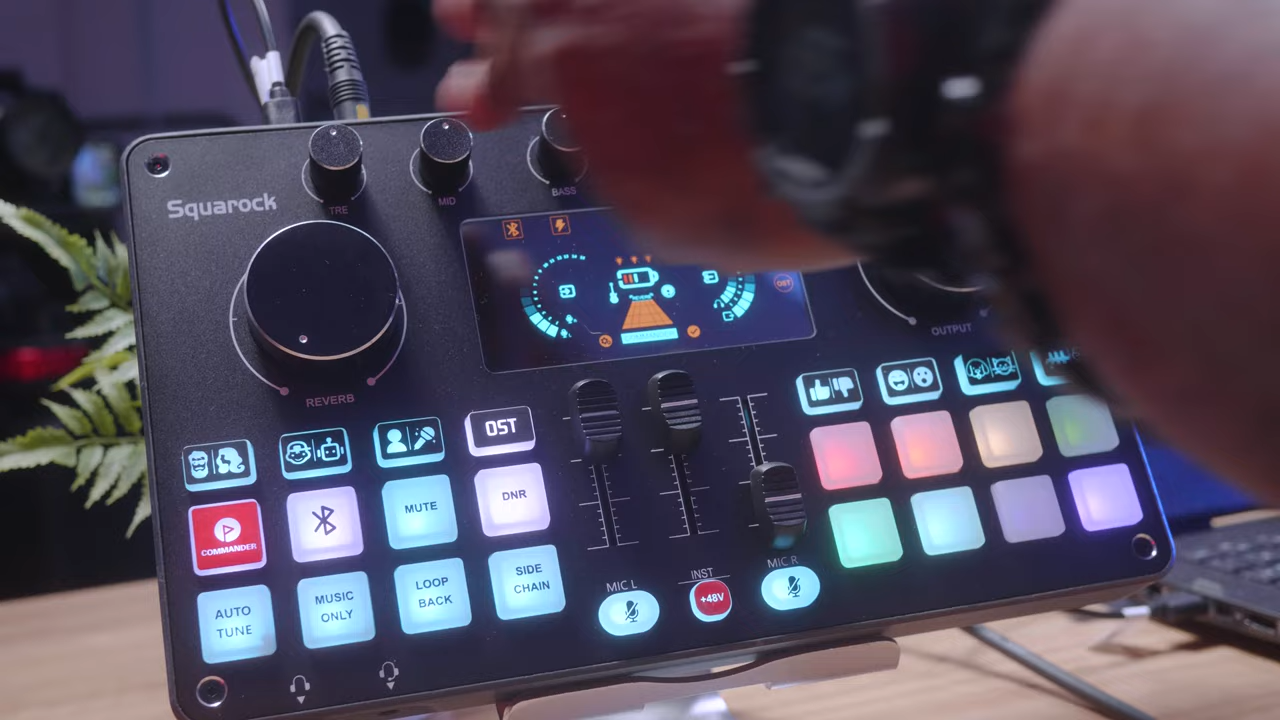 Squarock
TRE
MID
BASS
OST
REVERB
OUTPUT
OST
COMMANDER
MUTE
DNR
AUTO
TUNE
MUSIC
ONLY
LOOP
BACK
SIDE
CHAIN
MIC L
INST
MIC R
+48V